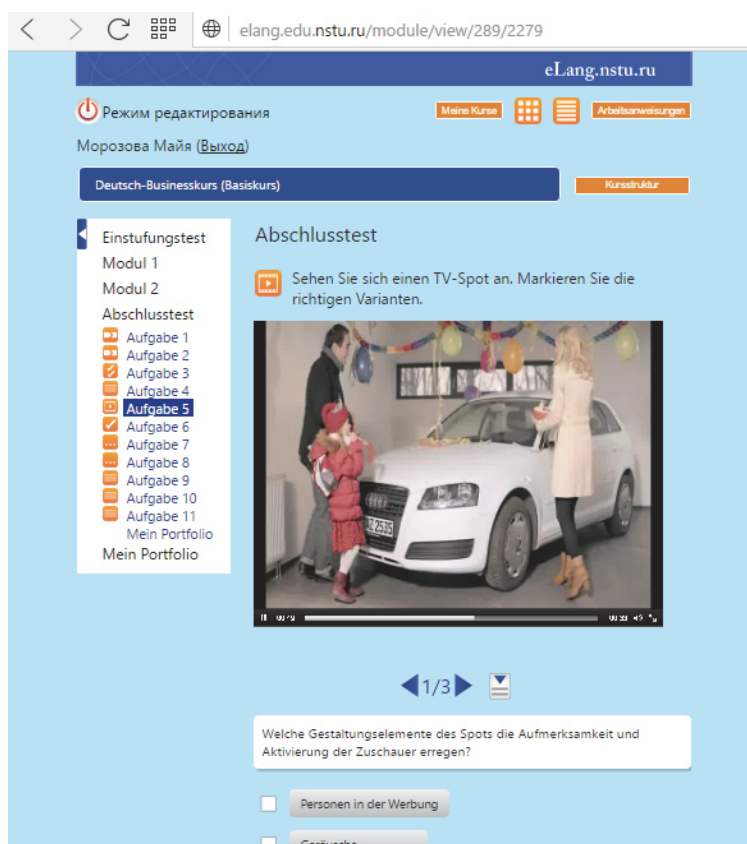 elang.edu.nstu.ru/module/view/289/2279
eLang.nstu.ru
Режим редактирования
Meine Kurse
Arbeitsanweisungen
Морозова Майя (Выход)
Deutsch-Businesskurs (Basiskurs)
Kursstruktur
Einstufungstest
Modul 1
Modul 2
Abschlusstest
Aufgabe 1
Aufgabe 2
Aufgabe 3
Aufgabe 4
Aufgabe 5
Aufgabe 6
Aufgabe 7
Aufgabe 8
Aufgabe 9
Aufgabe 10
Aufgabe 11
Mein Portfolio
Mein Portfolio
Abschlusstest
Sehen Sie sich einen TV-Spot an. Markieren Sie die
richtigen Varianten.
1/3
Welche Gestaltungselemente des Spots die Aufmerksamkeit und
Aktivierung der Zuschauer erregen?
Personen in der Werbung